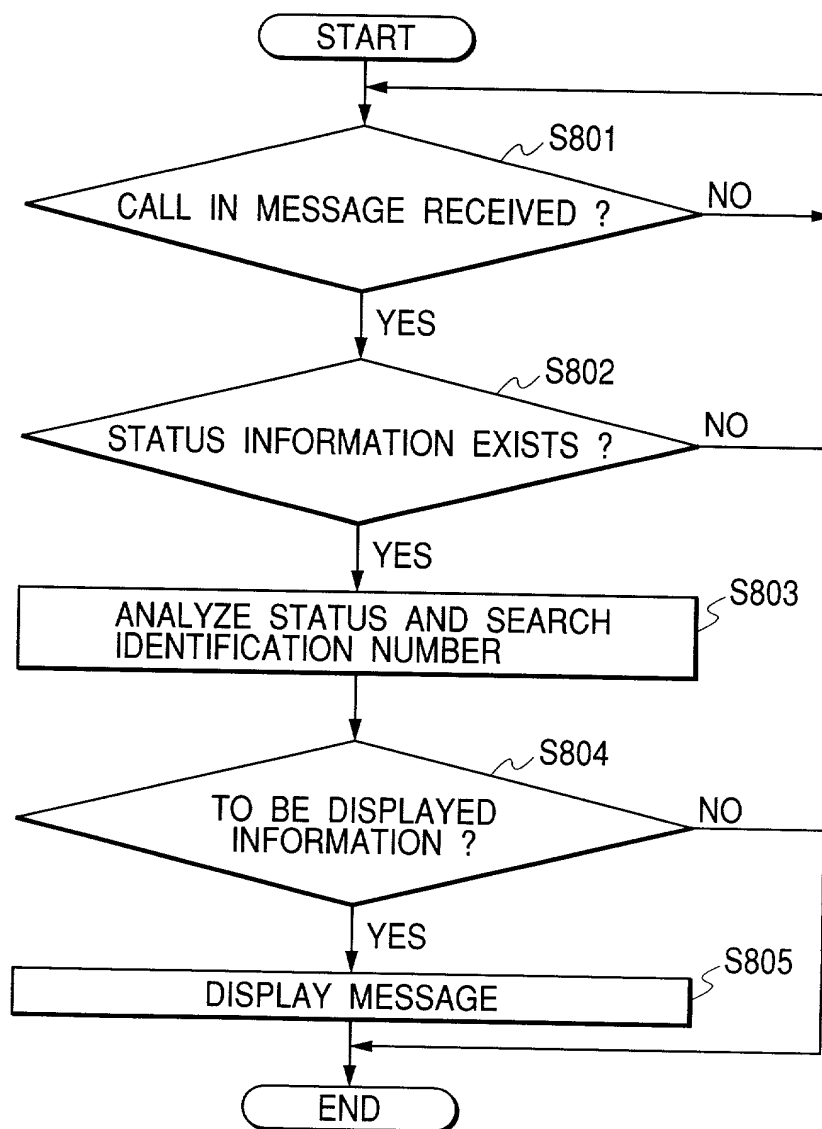 START
S801
CALL IN MESSAGE RECEIVED ?
NO
YES
S802
STATUS INFORMATION EXISTS ?
NO
YES
S803
ANALYZE STATUS AND SEARCH
IDENTIFICATION NUMBER
S804
TO BE DISPLAYED
INFORMATION ?
NO
YES
S805
DISPLAY MESSAGE
END